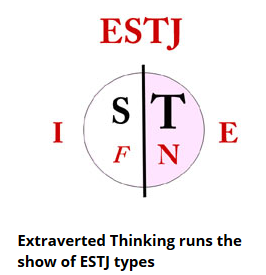 ESTJ
S T
I E
F N
Extraverted Thinking runs the
show of ESTJ types